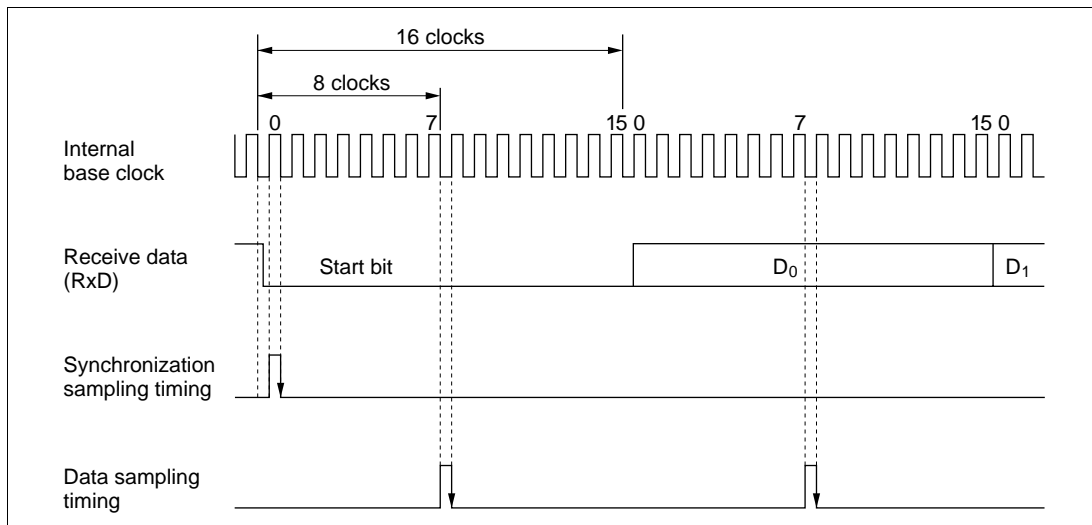 16 clocks
8 clocks
0 7 15 0 7 15 0
Internal
base clock
Receive data
(RxD)
Start bit D₀ D₁
Synchronization
sampling timing
Data sampling
timing